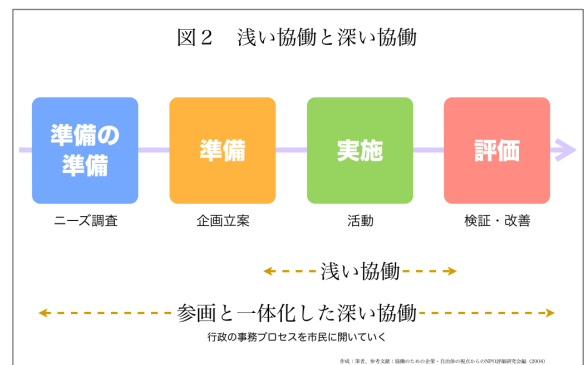 図２　浅い協働と深い協働
準備の
準備
準備
実施
評価
ニーズ調査
企画立案
活動
検証・改善
浅い協働
参画と一体化した深い協働
行政の事務プロセスを市民に開いていく
作成：筆者、参考文献：協働のための企業・自治体の視点からのNPO評価研究会編（2004）